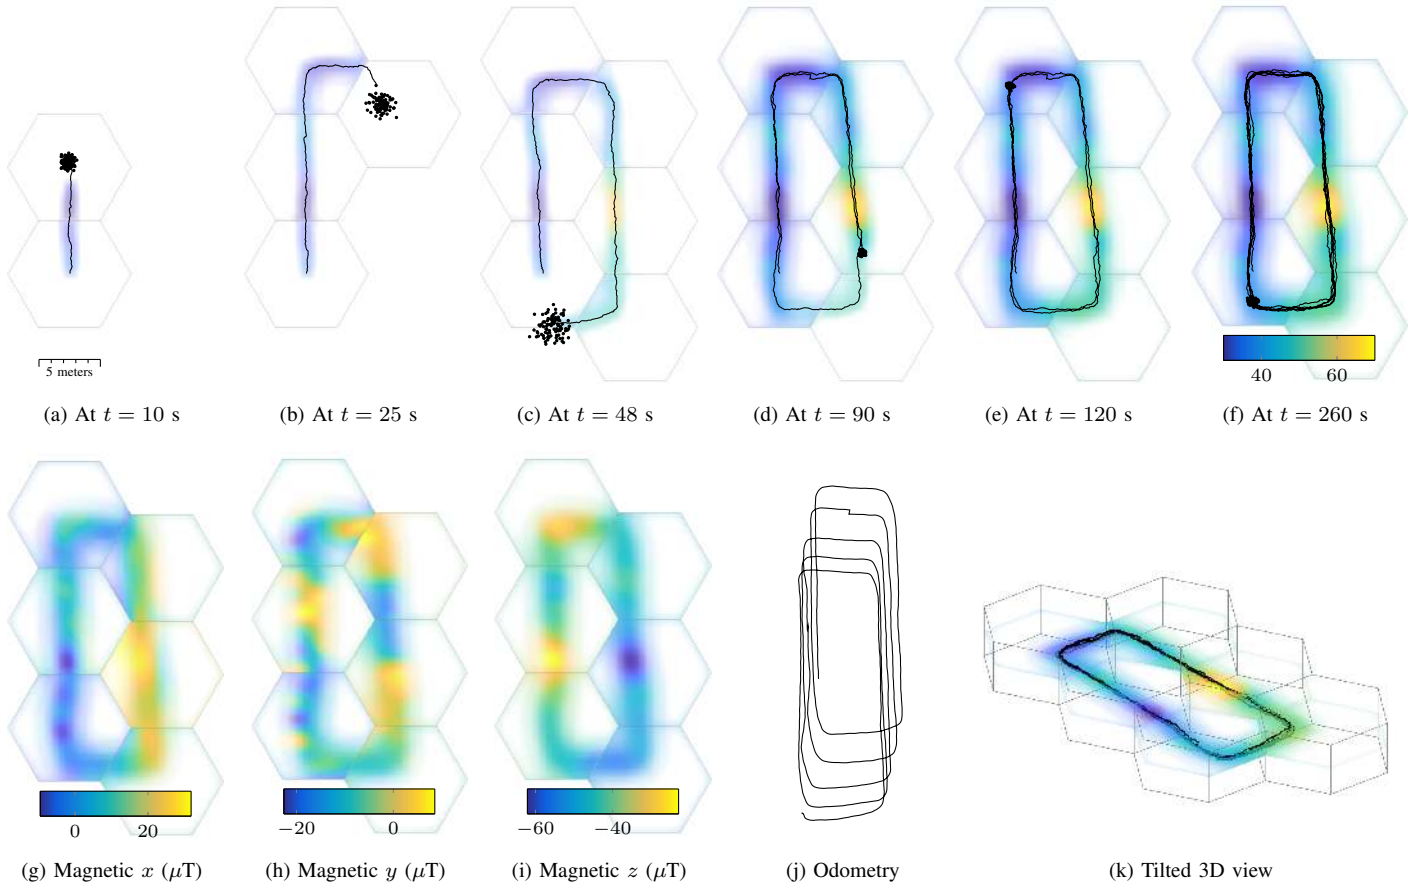 5 meters
40 60
(a) At t = 10 s
(b) At t = 25 s
(c) At t = 48 s
(d) At t = 90 s
(e) At t = 120 s
(f) At t = 260 s
0 20
−20 0
−60 −40
(g) Magnetic x (μT)
(h) Magnetic y (μT)
(i) Magnetic z (μT)
(j) Odometry
(k) Tilted 3D view